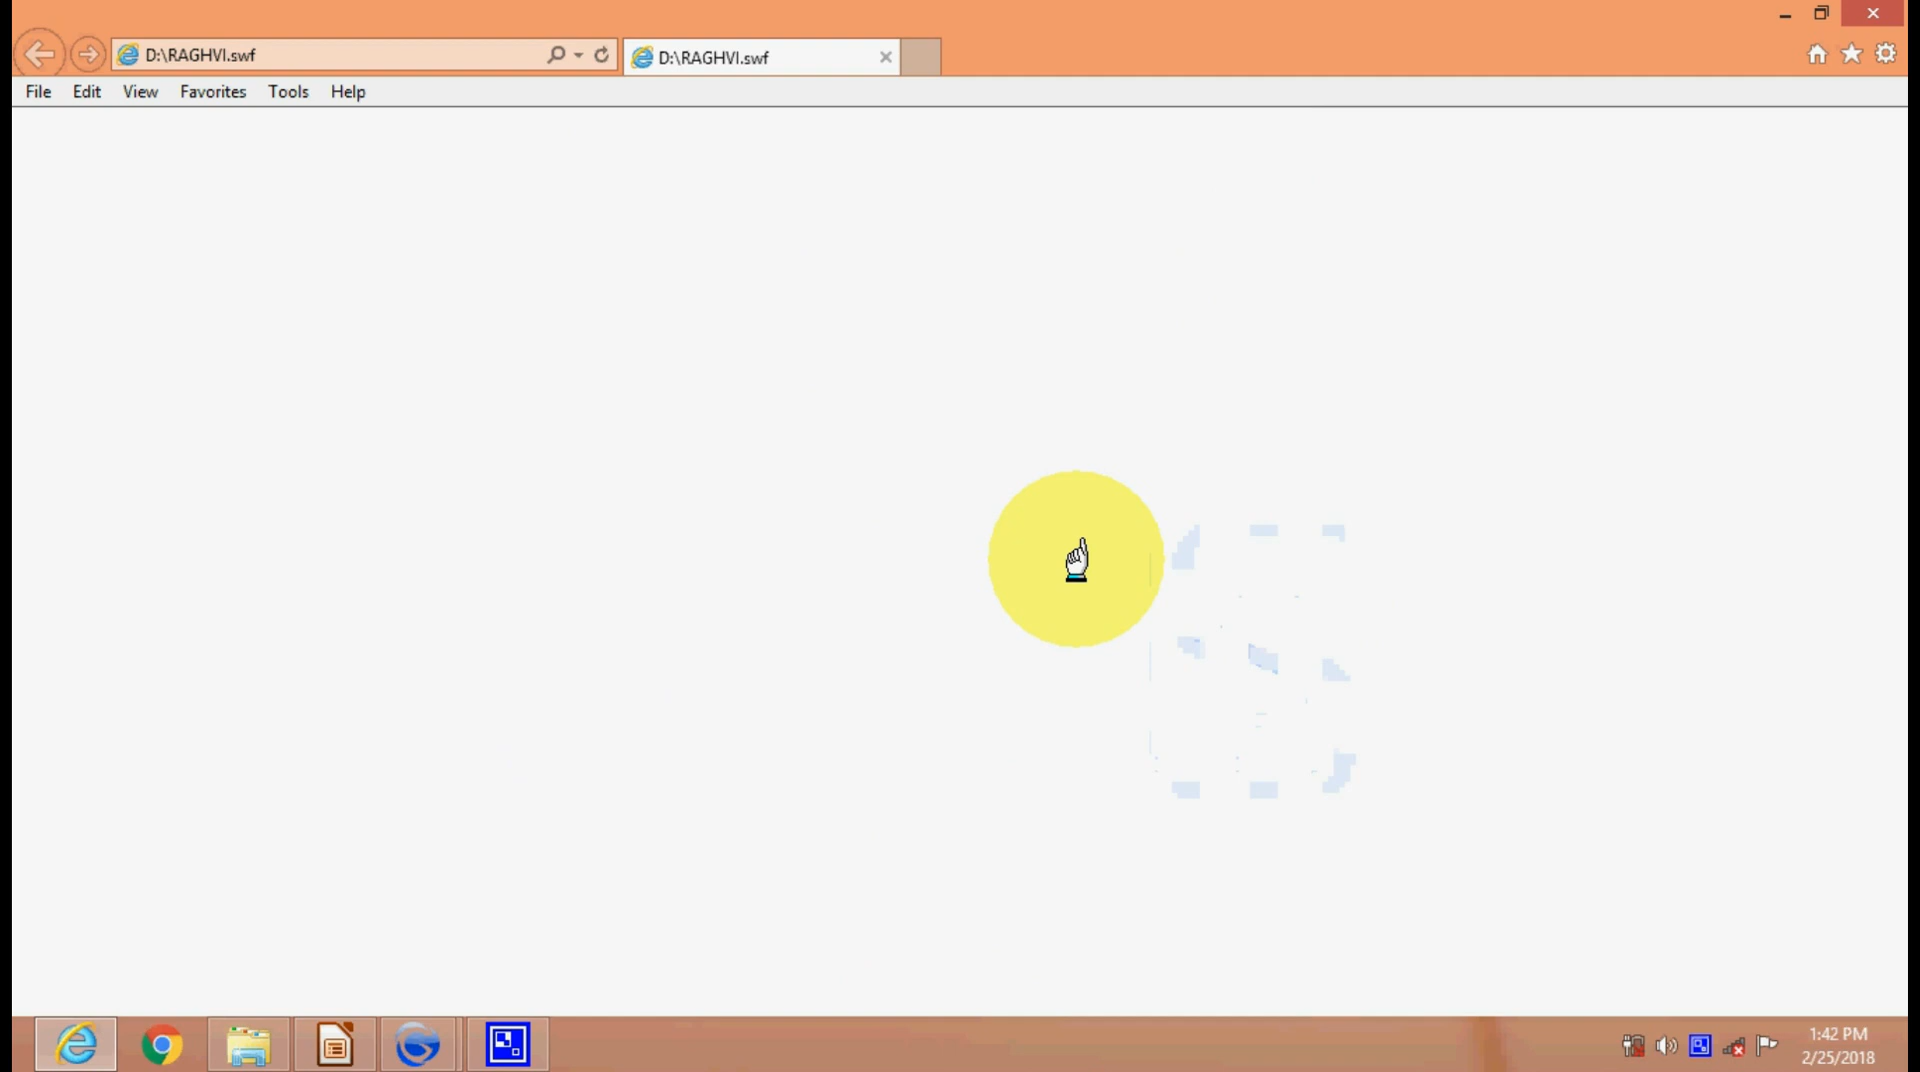 D:\RAGHVI.swf
D:\RAGHVI.swf
File Edit View Favorites Tools Help
1:42 PM
2/25/2018